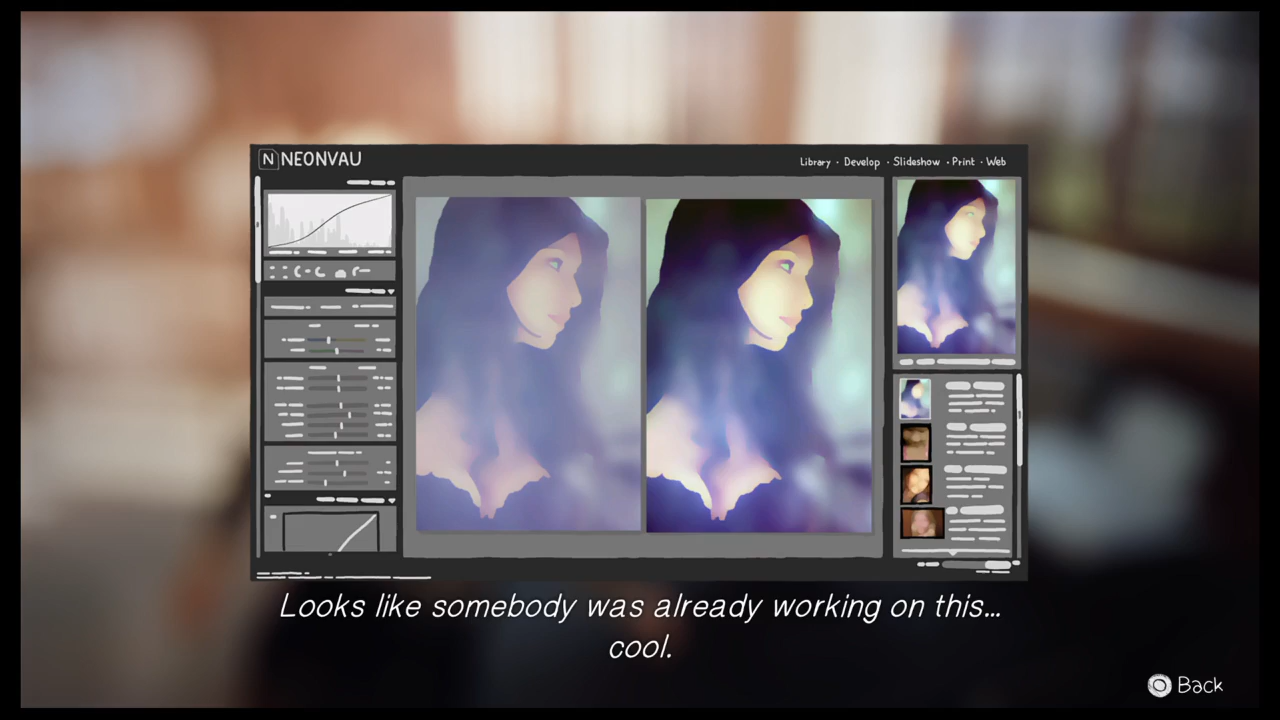 N NEONVAU
Library · Develop · Slideshow · Print · Web
Looks like somebody was already working on this...
cool.
Back